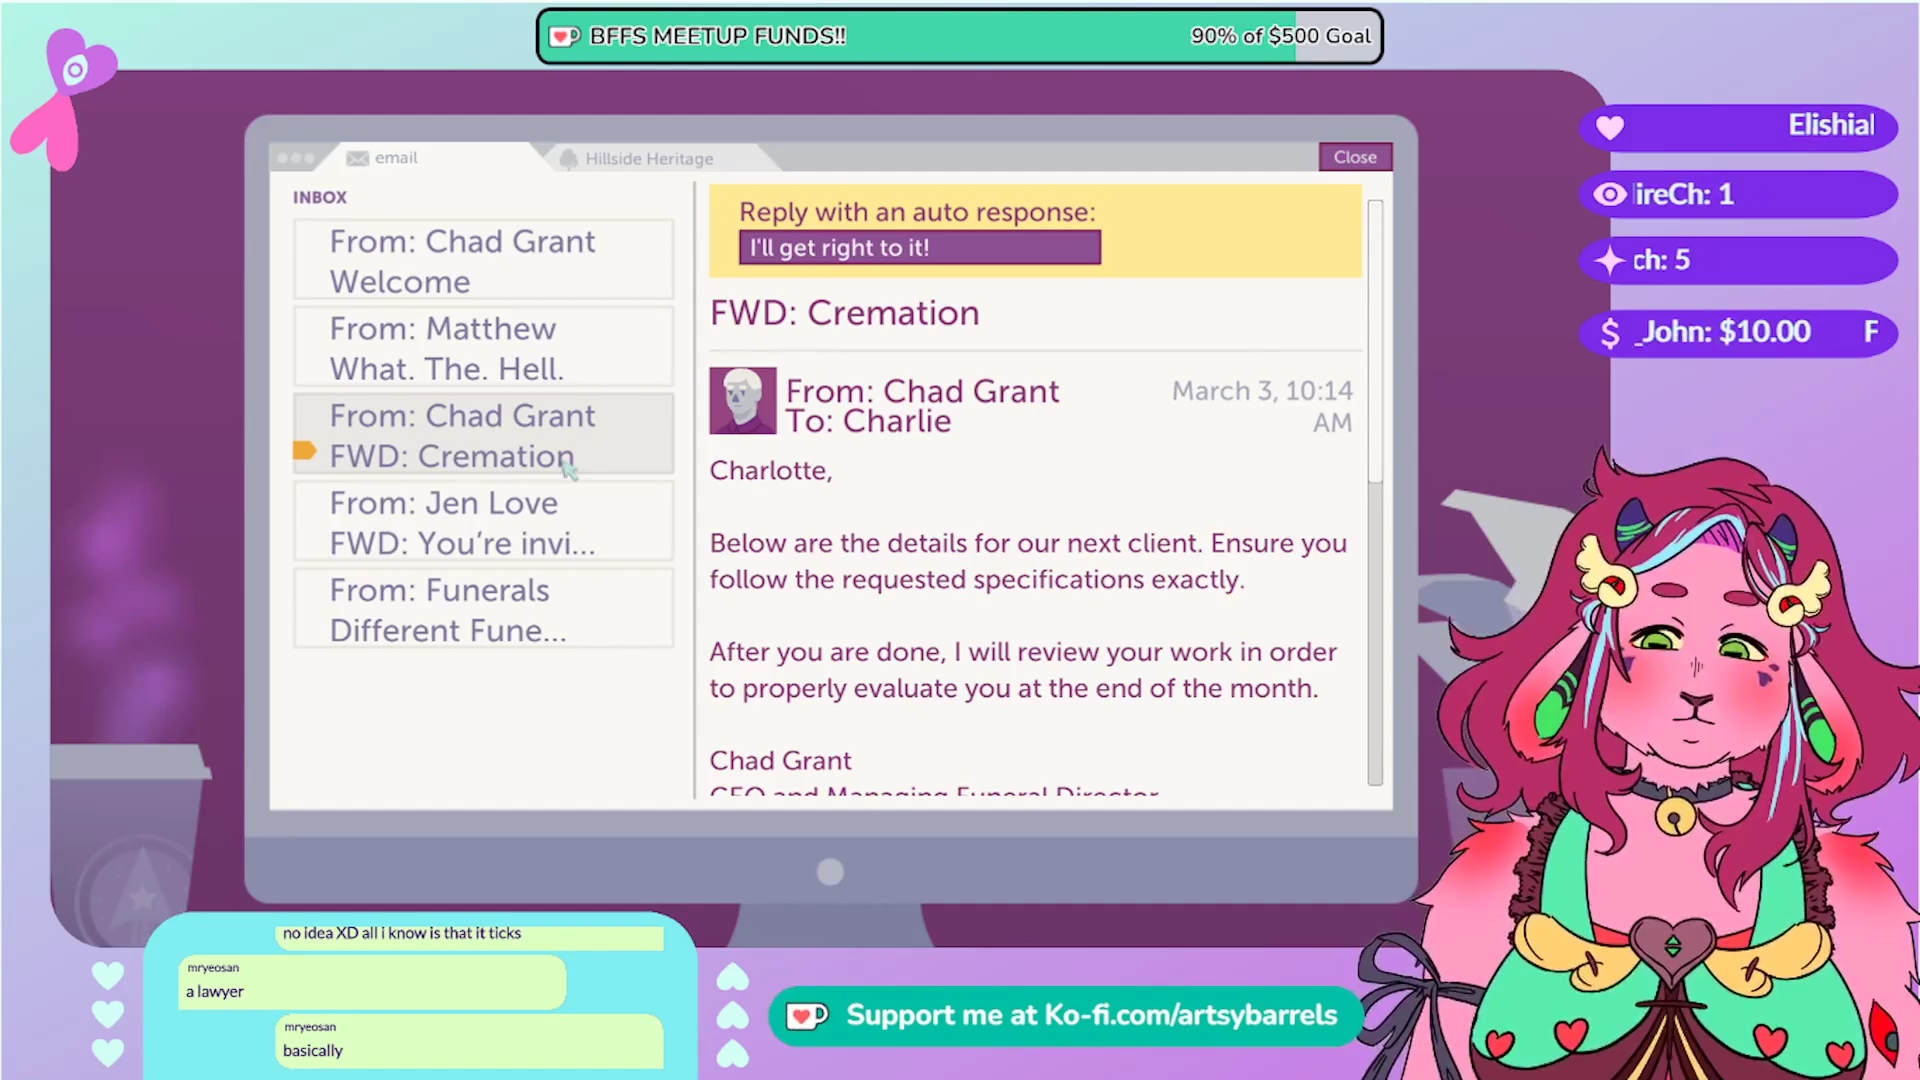 BFFS MEETUP FUNDS!!
90% of $500 Goal
email
Hillside Heritage
Close
INBOX
From: Chad Grant
Welcome
From: Matthew
What. The. Hell.
From: Chad Grant
FWD: Cremation
From: Jen Love
FWD: You're invi...
From: Funerals
Different Fune...
Reply with an auto response:
I'll get right to it!
FWD: Cremation
From: Chad Grant
To: Charlie
March 3, 10:14
AM
Charlotte,
Below are the details for our next client. Ensure you
follow the requested specifications exactly.
After you are done, I will review your work in order
to properly evaluate you at the end of the month.
Chad Grant
CEO and Managing Funeral Director
Elishia
ireCh: 1
ch: 5
_John: $10.00 F
no idea XD all i know is that it ticks
mryeosan
a lawyer
mryeosan
basically
Support me at Ko-fi.com/artsybarrels